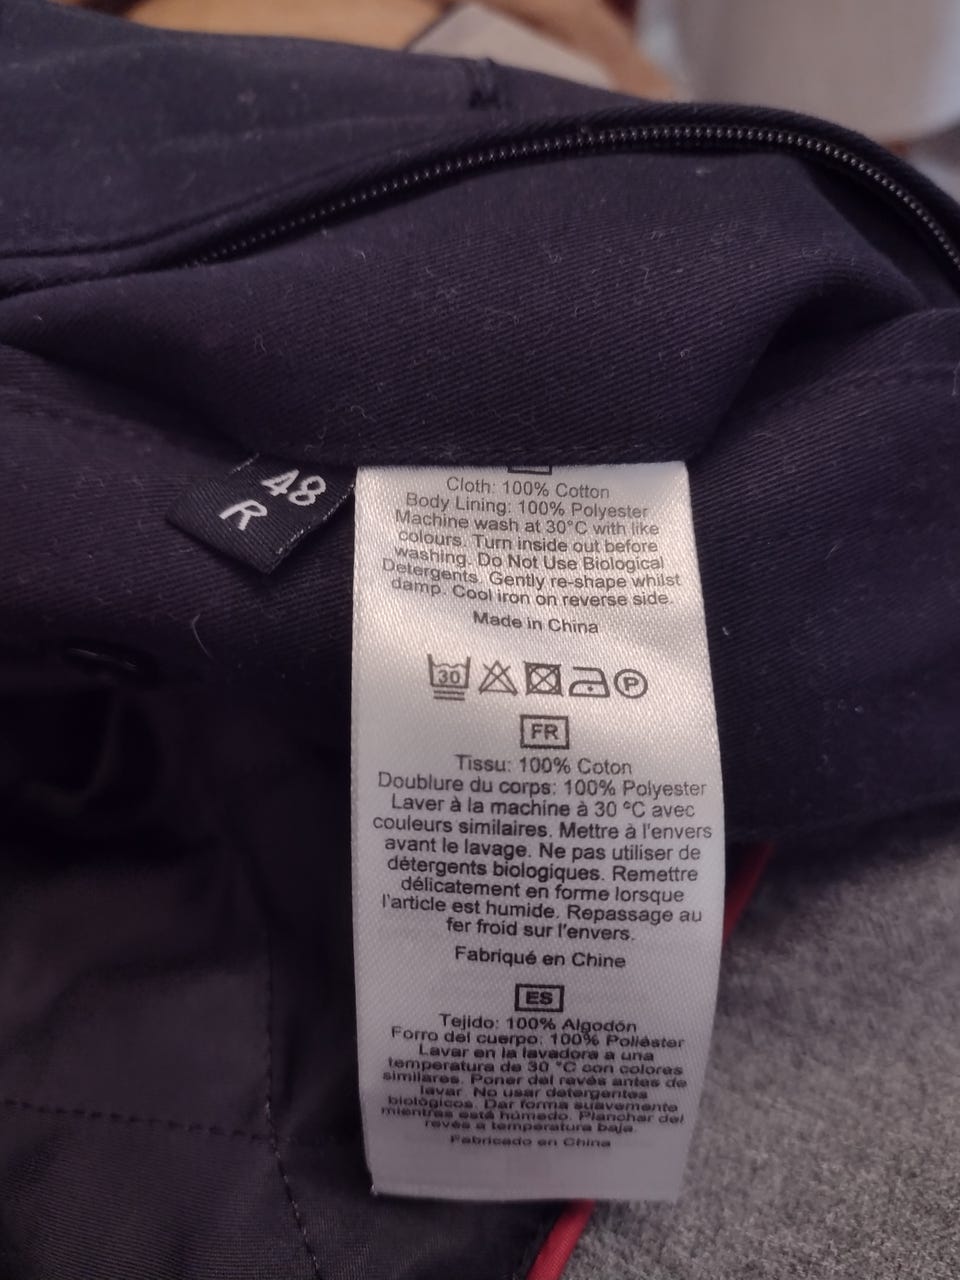 48
R
Cloth: 100% Cotton
Body Lining: 100% Polyester
Machine wash at 30°C with like
colours. Turn inside out before
washing. Do Not Use Biological
Detergents. Gently re-shape whilst
damp. Cool iron on reverse side.
Made in China
30
P
FR
Tissu: 100% Coton
Doublure du corps: 100% Polyester
Laver à la machine à 30 °C avec
couleurs similaires. Mettre à l'envers
avant le lavage. Ne pas utiliser de
détergents biologiques. Remettre
délicatement en forme lorsque
l'article est humide. Repassage au
fer froid sur l'envers.
Fabriqué en Chine
ES
Tejido: 100% Algodón
Forro del cuerpo: 100% Poliéster
Lavar en la lavadora a una
temperatura de 30 °C con colores
similares. Poner del revés antes de
lavar. No usar detergentes
biológicos. Dar forma suavemente
mientras está húmedo. Planchar del
revés a temperatura baja.
Fabricado en China